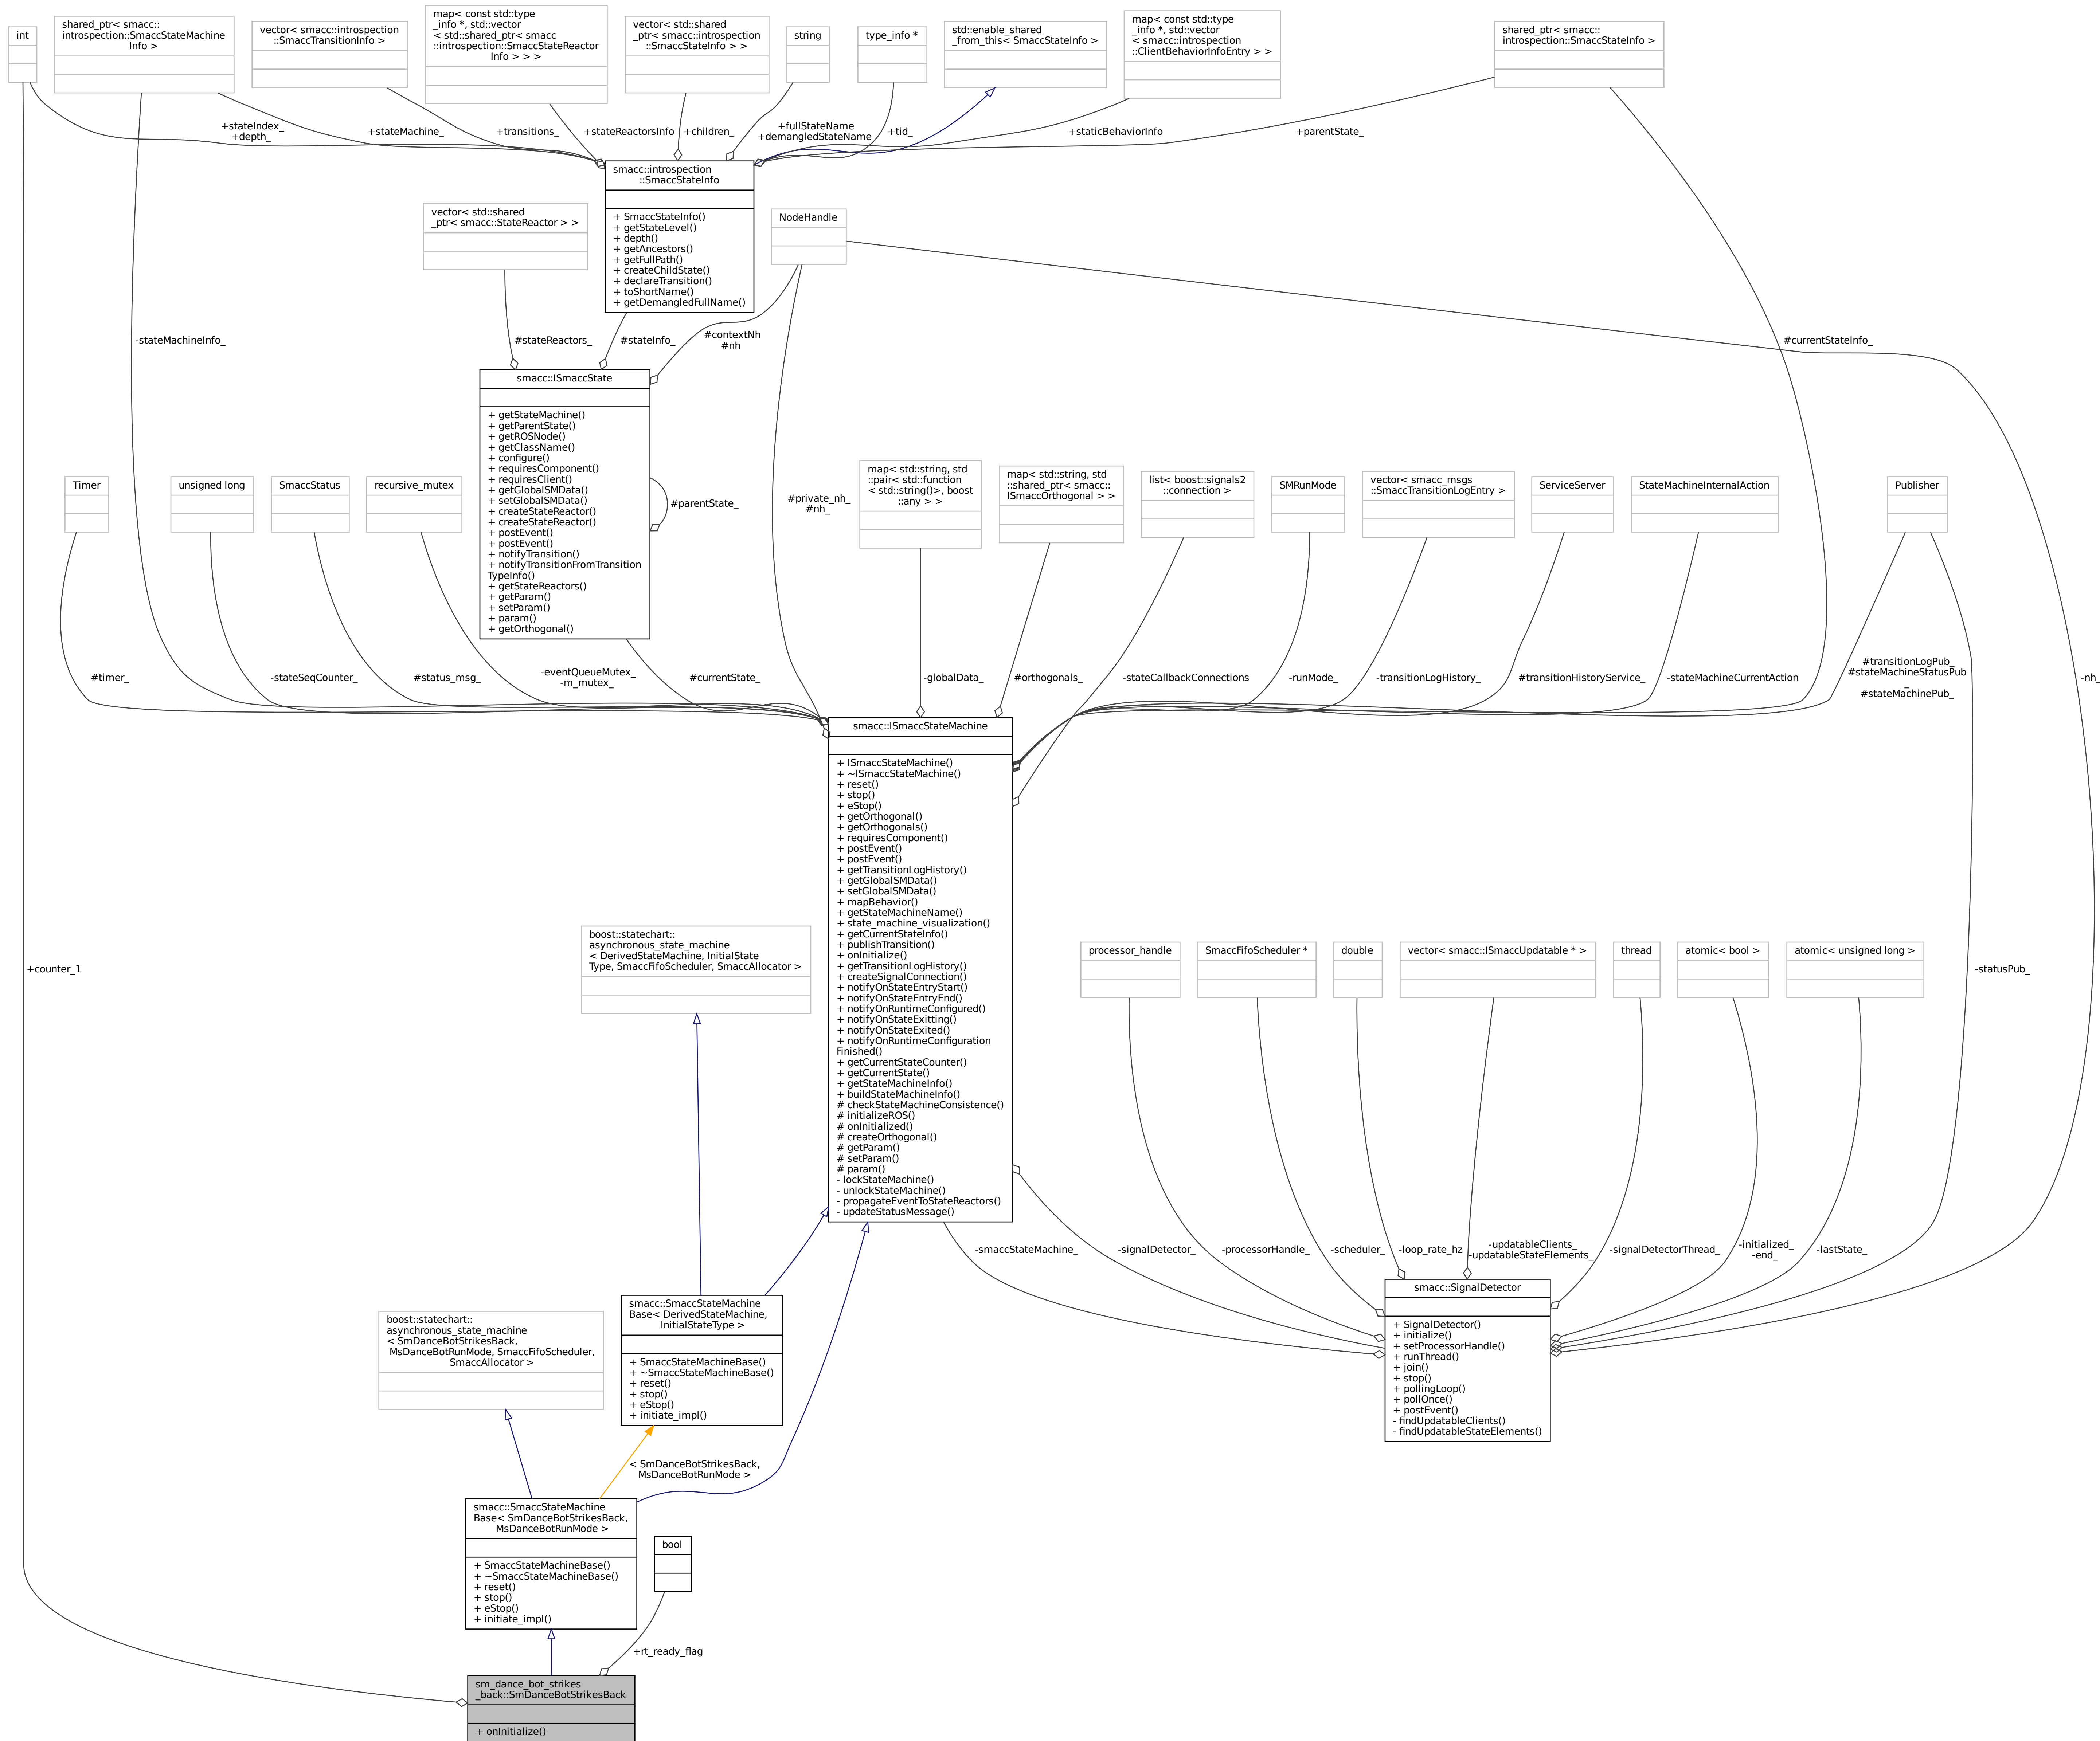 int
shared_ptr< smacc::
introspection::SmaccStateMachine
Info >
vector< smacc::introspection
::SmaccTransitionInfo >
map< const std::type
_info *, std::vector
< std::shared_ptr< smacc
::introspection::SmaccStateReactor
Info > > >
vector< std::shared
_ptr< smacc::introspection
::SmaccStateInfo > >
string
type_info *
std::enable_shared
_from_this< SmaccStateInfo >
map< const std::type
_info *, std::vector
< smacc::introspection
::ClientBehaviorInfoEntry > >
shared_ptr< smacc::
introspection::SmaccStateInfo >
+stateIndex_
+depth_
+stateMachine_
+transitions_
+stateReactorsInfo
+children_
+fullStateName
+demangledStateName
+tid_
+staticBehaviorInfo
+parentState_
smacc::introspection
::SmaccStateInfo
+ SmaccStateInfo()
+ getStateLevel()
+ depth()
+ getAncestors()
+ getFullPath()
+ createChildState()
+ declareTransition()
+ toShortName()
+ getDemangledFullName()
vector< std::shared
_ptr< smacc::StateReactor > >
NodeHandle
-stateMachineInfo_
#stateReactors_
#stateInfo_
#contextNh
#nh
#currentStateInfo_
smacc::ISmaccState
+ getStateMachine()
+ getParentState()
+ getROSNode()
+ getClassName()
+ configure()
+ requiresComponent()
+ requiresClient()
+ getGlobalSMData()
+ setGlobalSMData()
+ createStateReactor()
+ createStateReactor()
+ postEvent()
+ postEvent()
+ notifyTransition()
+ notifyTransitionFromTransition
TypeInfo()
+ getStateReactors()
+ getParam()
+ setParam()
+ param()
+ getOrthogonal()
#parentState_
#private_nh_
#nh_
Timer
unsigned long
SmaccStatus
recursive_mutex
map< std::string, std
::pair< std::function
< std::string()>, boost
::any > >
map< std::string, std
::shared_ptr< smacc::
ISmaccOrthogonal > >
list< boost::signals2
::connection >
SMRunMode
vector< smacc_msgs
::SmaccTransitionLogEntry >
ServiceServer
StateMachineInternalAction
Publisher
#timer_
-stateSeqCounter_
#status_msg_
-eventQueueMutex_
-m_mutex_
#currentState_
-globalData_
#orthogonals_
-stateCallbackConnections
-runMode_
-transitionLogHistory_
#transitionHistoryService_
-stateMachineCurrentAction
#transitionLogPub_
#stateMachineStatusPub
_
#stateMachinePub_
-nh_
smacc::ISmaccStateMachine
+ ISmaccStateMachine()
+ ~ISmaccStateMachine()
+ reset()
+ stop()
+ eStop()
+ getOrthogonal()
+ getOrthogonals()
+ requiresComponent()
+ postEvent()
+ postEvent()
+ getTransitionLogHistory()
+ getGlobalSMData()
+ setGlobalSMData()
+ mapBehavior()
+ getStateMachineName()
+ state_machine_visualization()
+ getCurrentStateInfo()
+ publishTransition()
+ onInitialize()
+ getTransitionLogHistory()
+ createSignalConnection()
+ notifyOnStateEntryStart()
+ notifyOnStateEntryEnd()
+ notifyOnRuntimeConfigured()
+ notifyOnStateExitting()
+ notifyOnStateExited()
+ notifyOnRuntimeConfiguration
Finished()
+ getCurrentStateCounter()
+ getCurrentState()
+ getStateMachineInfo()
+ buildStateMachineInfo()
# checkStateMachineConsistence()
# initializeROS()
# onInitialized()
# createOrthogonal()
# getParam()
# setParam()
# param()
- lockStateMachine()
- unlockStateMachine()
- propagateEventToStateReactors()
- updateStatusMessage()
+counter_1
boost::statechart::
asynchronous_state_machine
< DerivedStateMachine, InitialState
Type, SmaccFifoScheduler, SmaccAllocator >
processor_handle
SmaccFifoScheduler *
double
vector< smacc::ISmaccUpdatable * >
thread
atomic< bool >
atomic< unsigned long >
-statusPub_
-smaccStateMachine_
-signalDetector_
-processorHandle_
-scheduler_
-loop_rate_hz
-updatableClients_
-updatableStateElements_
-signalDetectorThread_
-initialized_
-end_
-lastState_
smacc::SignalDetector
+ SignalDetector()
+ initialize()
+ setProcessorHandle()
+ runThread()
+ join()
+ stop()
+ pollingLoop()
+ pollOnce()
+ postEvent()
- findUpdatableClients()
- findUpdatableStateElements()
smacc::SmaccStateMachine
Base< DerivedStateMachine,
InitialStateType >
+ SmaccStateMachineBase()
+ ~SmaccStateMachineBase()
+ reset()
+ stop()
+ eStop()
+ initiate_impl()
boost::statechart::
asynchronous_state_machine
< SmDanceBotStrikesBack,
MsDanceBotRunMode, SmaccFifoScheduler,
SmaccAllocator >
< SmDanceBotStrikesBack,
MsDanceBotRunMode >
smacc::SmaccStateMachine
Base< SmDanceBotStrikesBack,
MsDanceBotRunMode >
+ SmaccStateMachineBase()
+ ~SmaccStateMachineBase()
+ reset()
+ stop()
+ eStop()
+ initiate_impl()
bool
+rt_ready_flag
sm_dance_bot_strikes
_back::SmDanceBotStrikesBack
+ onInitialize()